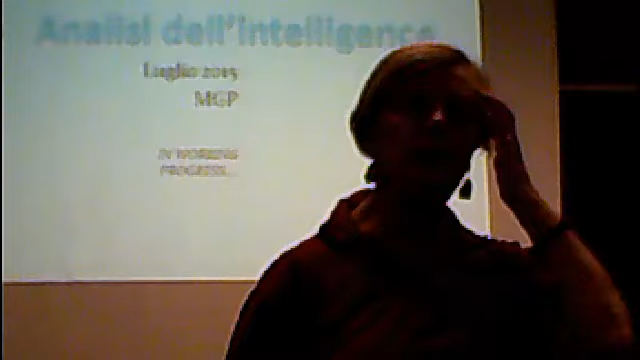 Analisi dell'intelligence
Luglio 2015
MGP
IN WORKING
PROGRESS...